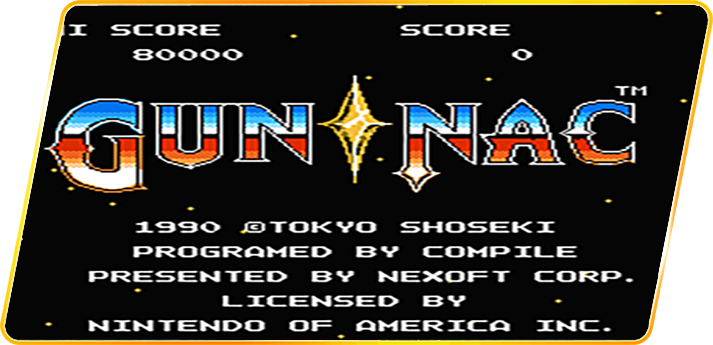 HI SCORE SCORE
80000 0
GUN NAC TM
1990 ©TOKYO SHOSEKI
PROGRAMED BY COMPILE
PRESENTED BY NEXOFT CORP.
LICENSED BY
NINTENDO OF AMERICA INC.